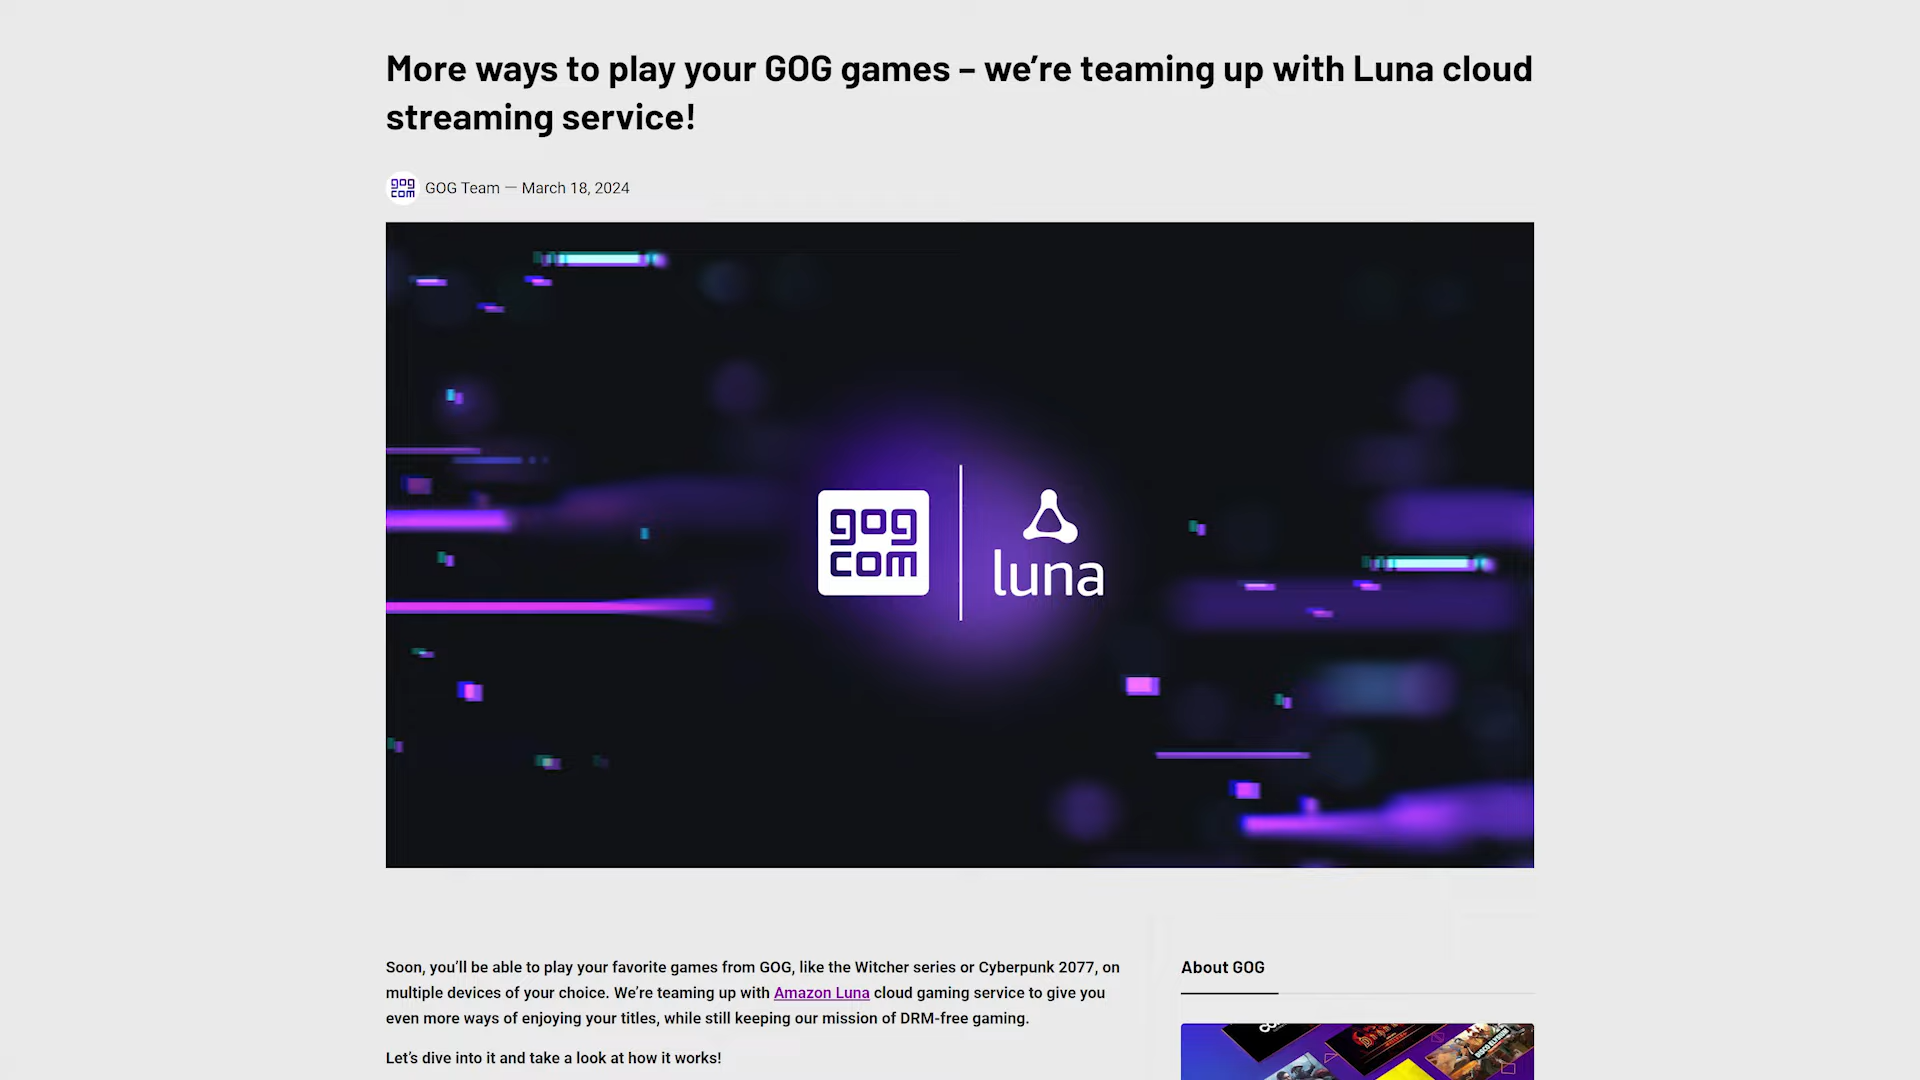 More ways to play your GOG games – we’re teaming up with Luna cloud
streaming service!
gog
com
GOG Team — March 18, 2024
gog
com
luna
Soon, you’ll be able to play your favorite games from GOG, like the Witcher series or Cyberpunk 2077, on
multiple devices of your choice. We’re teaming up with Amazon Luna cloud gaming service to give you
even more ways of enjoying your titles, while still keeping our mission of DRM-free gaming.
Let’s dive into it and take a look at how it works!
About GOG
DISCO ELYSIUM